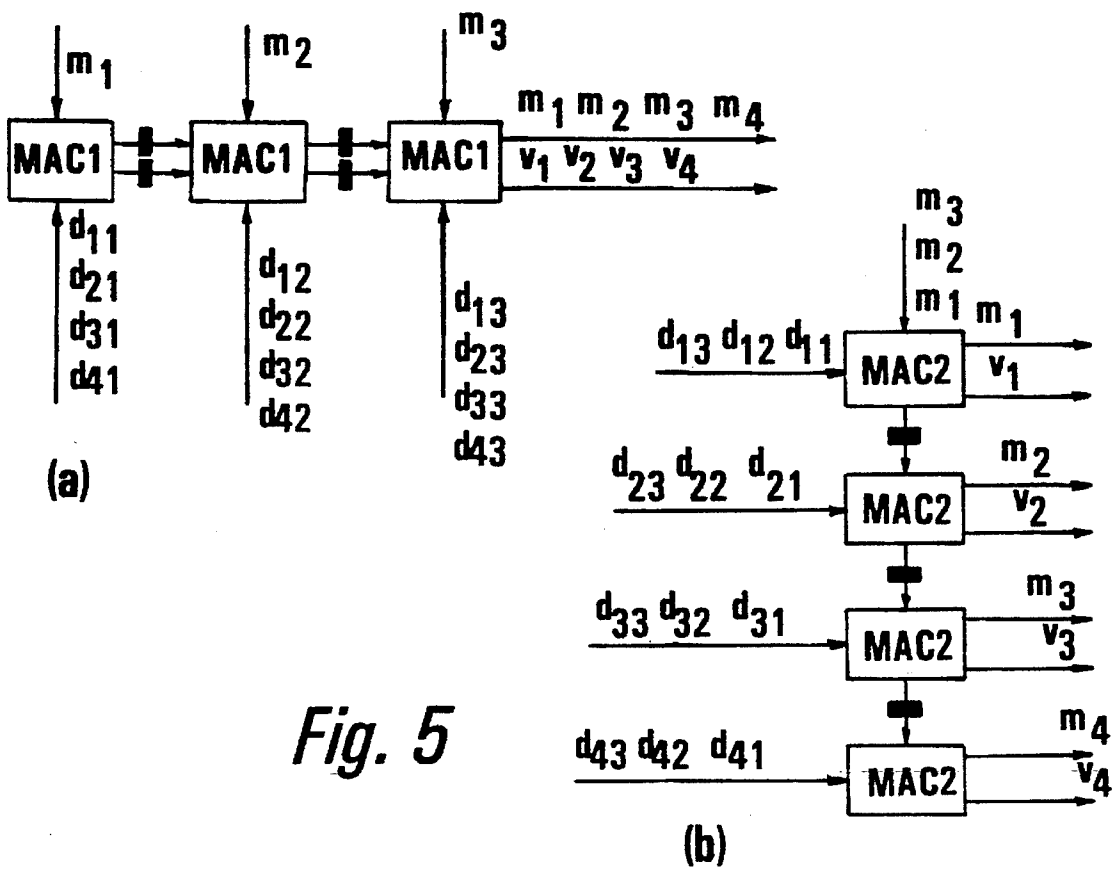 m1
m2
m3
MAC1
MAC1
MAC1
m1 m2 m3 m4
v1 v2 v3 v4
d11
d21
d31
d41
d12
d22
d32
d42
d13
d23
d33
d43
(a)
m3
m2
m1
d13 d12 d11
MAC2
m1
v1
d23 d22 d21
MAC2
m2
v2
d33 d32 d31
MAC2
m3
v3
d43 d42 d41
MAC2
m4
v4
Fig. 5
(b)